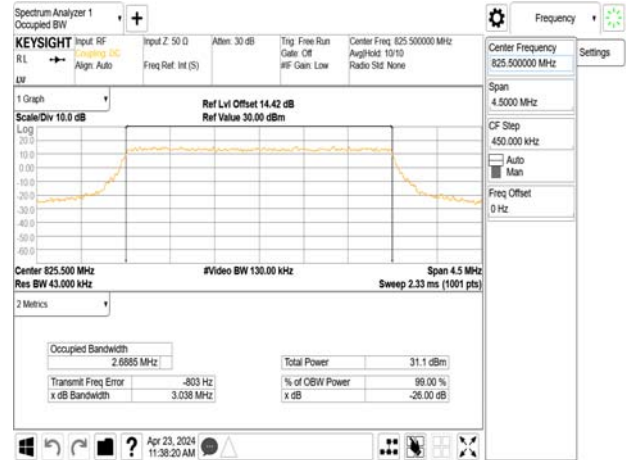 Spectrum Analyzer 1
Occupied BW
+
Frequency
KEYSIGHT
Input: RF
Coupling: DC
Align: Auto
Input Z: 50 Ω
Freq Ref: Int (S)
Atten: 30 dB
Trig: Free Run
Gate: Off
#IF Gain: Low
Center Freq: 825.500000 MHz
Avg|Hold: 10/10
Radio Std: None
RL
Center Frequency
825.500000 MHz
Settings
Span
4.5000 MHz
CF Step
450.000 kHz
Auto
Man
Freq Offset
0 Hz
1 Graph
Scale/Div 10.0 dB
Ref Lvl Offset 14.42 dB
Ref Value 30.00 dBm
Log
20.0
10.0
0.00
-10.0
-20.0
-30.0
-40.0
-50.0
-60.0
Center 825.500 MHz
#Video BW 130.00 kHz
Span 4.5 MHz
Res BW 43.000 kHz
Sweep 2.33 ms (1001 pts)
2 Metrics
Occupied Bandwidth
2.6885 MHz
Total Power 31.1 dBm
Transmit Freq Error -803 Hz
% of OBW Power 99.00 %
x dB Bandwidth 3.038 MHz
x dB -26.00 dB
?
Apr 23, 2024
11:38:20 AM